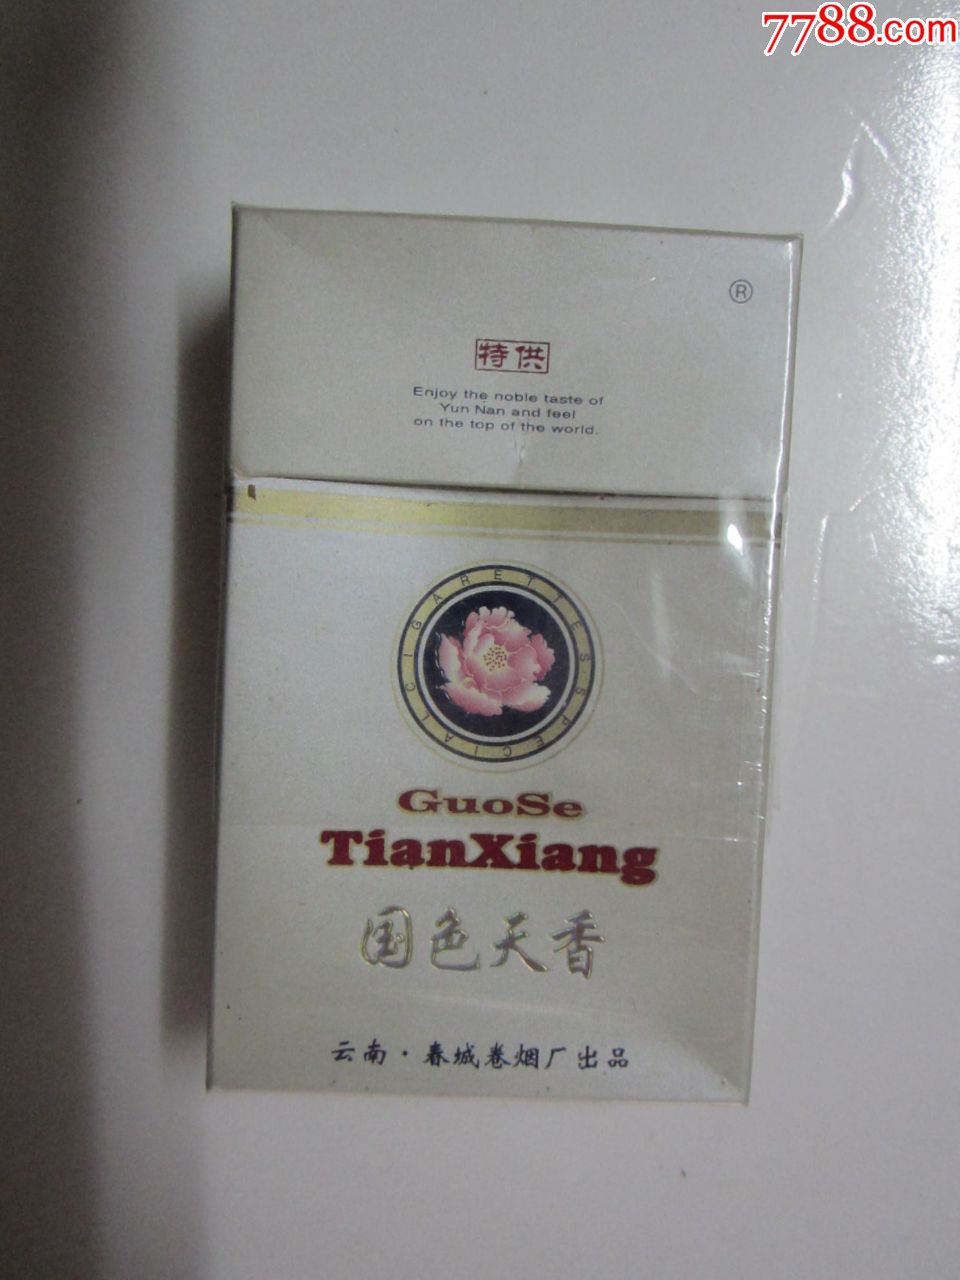 7788.com
®
特供
Enjoy the noble taste of
Yun Nan and feel
on the top of the world.
CIGARETTES·SPECIAL
GuoSe
TianXiang
国色天香
云南·春城卷烟厂出品